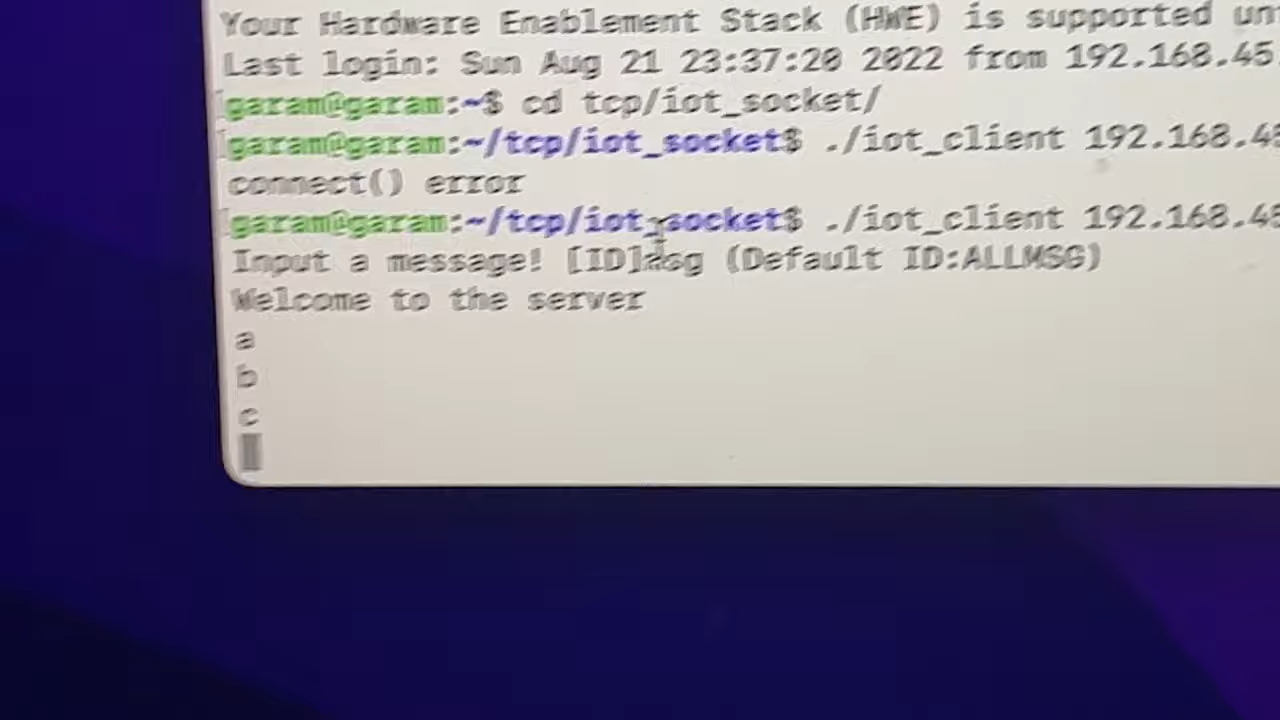 Your Hardware Enablement Stack (HWE) is supported
Last login: Sun Aug 21 23:37:20 2022 from 192.168.45.
garam@garam:~$ cd tcp/iot_socket/
garam@garam:~/tcp/iot_socket$ ./iot_client 192.168.4
connect() error
garam@garam:~/tcp/iot_socket$ ./iot_client 192.168.4
Input a message! [ID]msg (Default ID:ALLMSG)
Welcome to the server
a
b
c